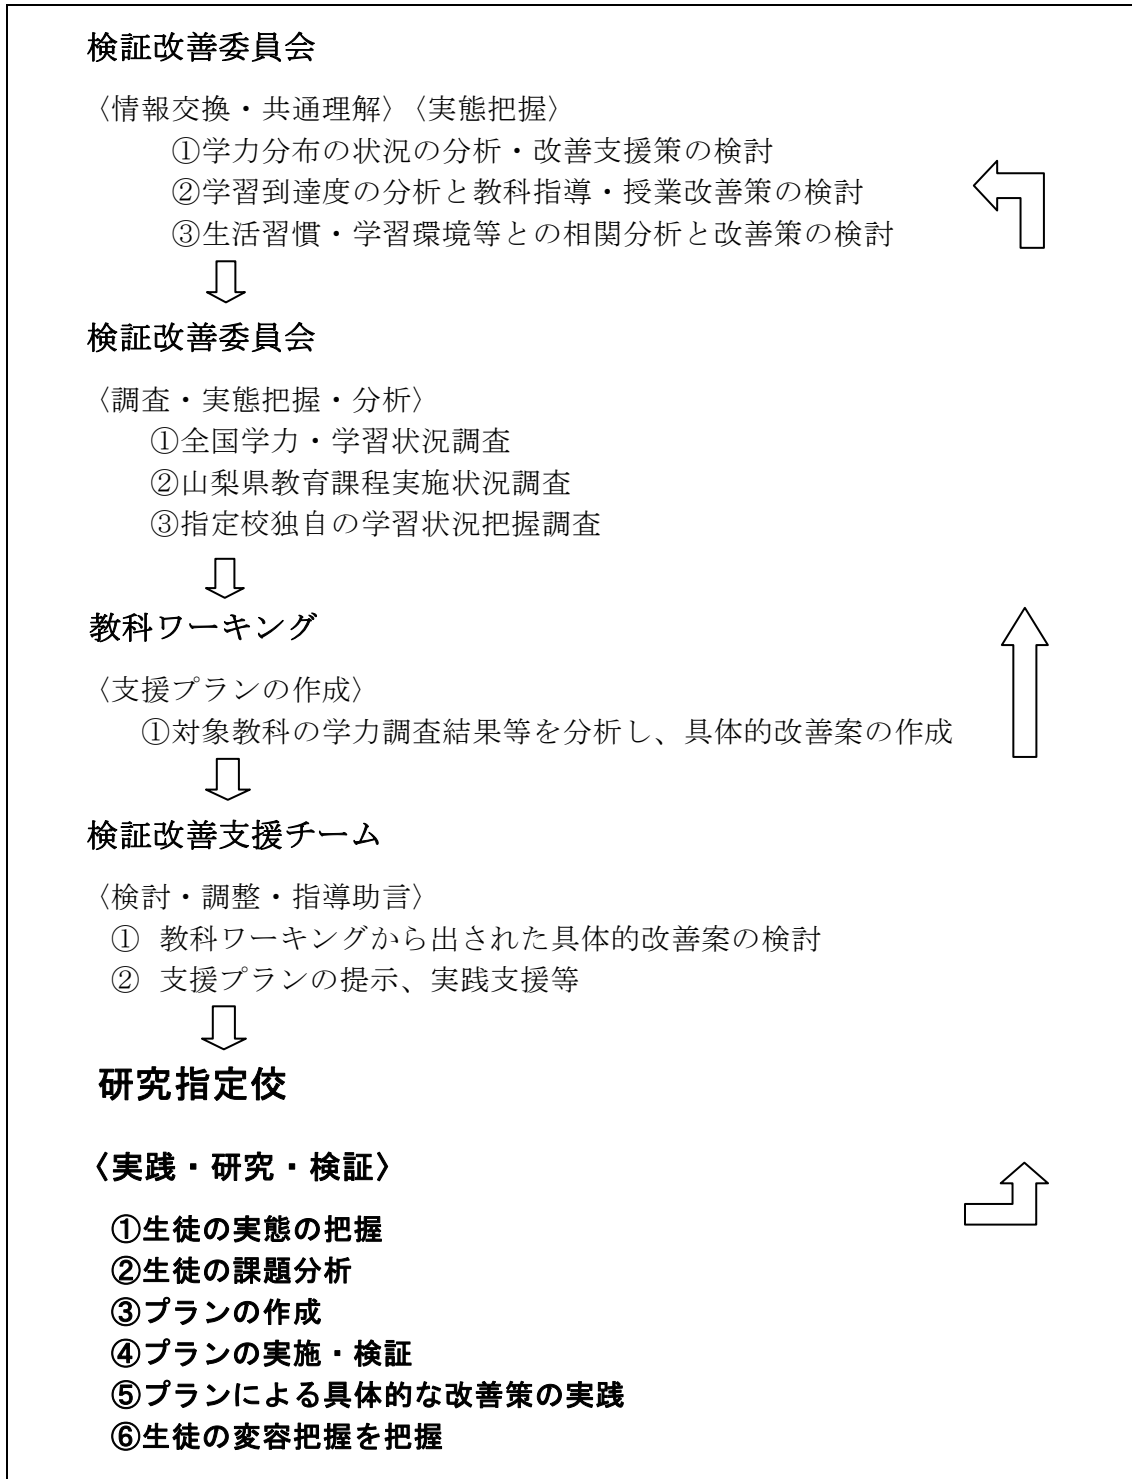 検証改善委員会
〈情報交換・共通理解〉〈実態把握〉
①学力分布の状況の分析・改善支援策の検討
②学習到達度の分析と教科指導・授業改善策の検討
③生活習慣・学習環境等との相関分析と改善策の検討
検証改善委員会
〈調査・実態把握・分析〉
①全国学力・学習状況調査
②山梨県教育課程実施状況調査
③指定校独自の学習状況把握調査
教科ワーキング
〈支援プランの作成〉
①対象教科の学力調査結果等を分析し、具体的改善案の作成
検証改善支援チーム
〈検討・調整・指導助言〉
① 教科ワーキングから出された具体的改善案の検討
② 支援プランの提示、実践支援等
研究指定佼
〈実践・研究・検証〉
①生徒の実態の把握
②生徒の課題分析
③プランの作成
④プランの実施・検証
⑤プランによる具体的な改善策の実践
⑥生徒の変容把握を把握